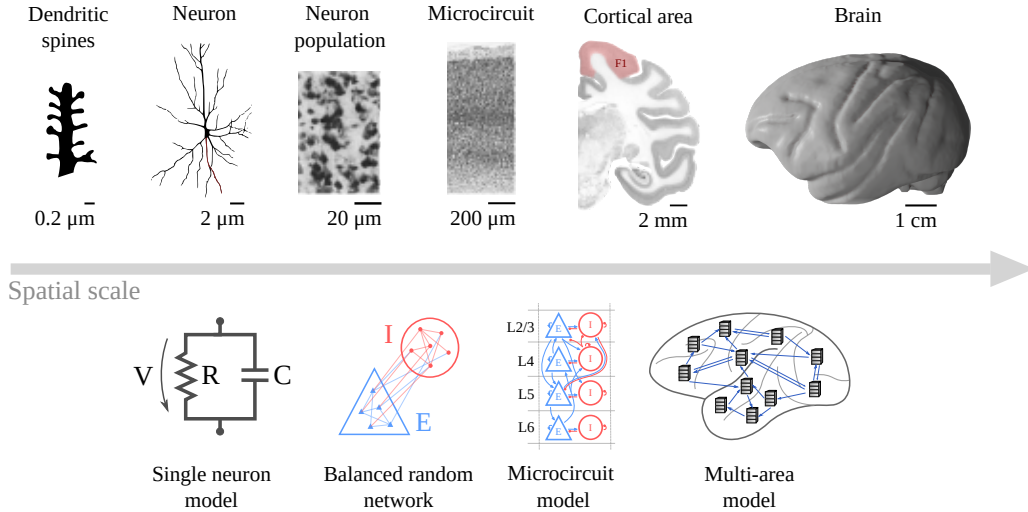 Dendritic
spines
Neuron
Neuron
population
Microcircuit
Cortical area
Brain
F1
0.2 μm
2 μm
20 μm
200 μm
2 mm
1 cm
Spatial scale
V
R
C
I
E
L2/3
E
I
L4
E
I
L5
E
I
L6
E
I
Single neuron
model
Balanced random
network
Microcircuit
model
Multi-area
model